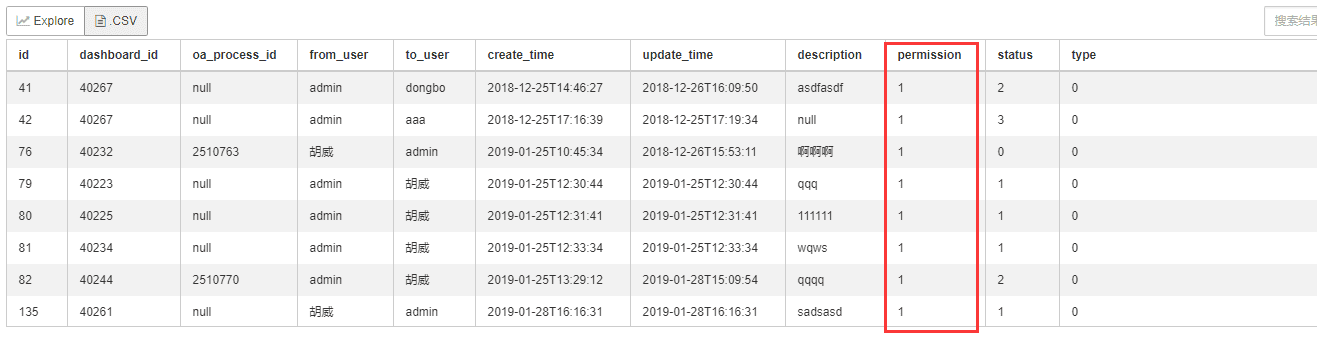 Explore .CSV 搜索结果
id dashboard_id oa_process_id from_user to_user create_time update_time description permission status type
41 40267 null admin dongbo 2018-12-25T14:46:27 2018-12-26T16:09:50 asdfasdf 1 2 0
42 40267 null admin aaa 2018-12-25T17:16:39 2018-12-25T17:19:34 null 1 3 0
76 40232 2510763 胡威 admin 2019-01-25T10:45:34 2018-12-26T15:53:11 啊啊啊 1 0 0
79 40223 null admin 胡威 2019-01-25T12:30:44 2019-01-25T12:30:44 qqq 1 1 0
80 40225 null admin 胡威 2019-01-25T12:31:41 2019-01-25T12:31:41 111111 1 1 0
81 40234 null admin 胡威 2019-01-25T12:33:34 2019-01-25T12:33:34 wqws 1 1 0
82 40244 2510770 admin 胡威 2019-01-25T13:29:12 2019-01-28T15:09:54 qqqq 1 2 0
135 40261 null 胡威 admin 2019-01-28T16:16:31 2019-01-28T16:16:31 sadsasd 1 1 0